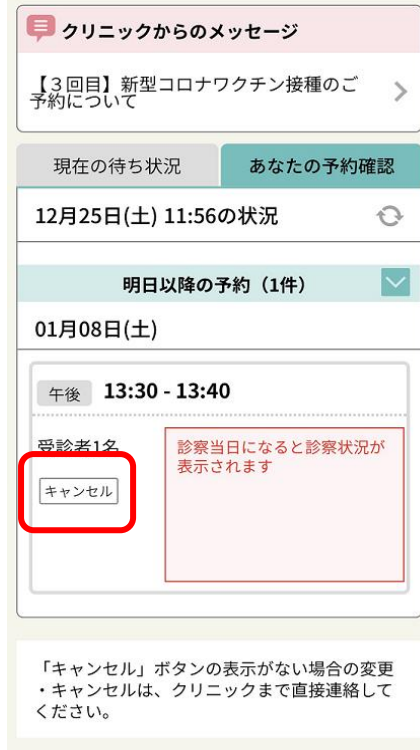 クリニックからのメッセージ
【３回目】新型コロナワクチン接種のご
予約について
現在の待ち状況
あなたの予約確認
12月25日(土) 11:56の状況
明日以降の予約（1件）
01月08日(土)
午後 13:30 - 13:40
受診者1名
診察当日になると診察状況が
表示されます
キャンセル
「キャンセル」ボタンの表示がない場合の変更
・キャンセルは、クリニックまで直接連絡して
ください。